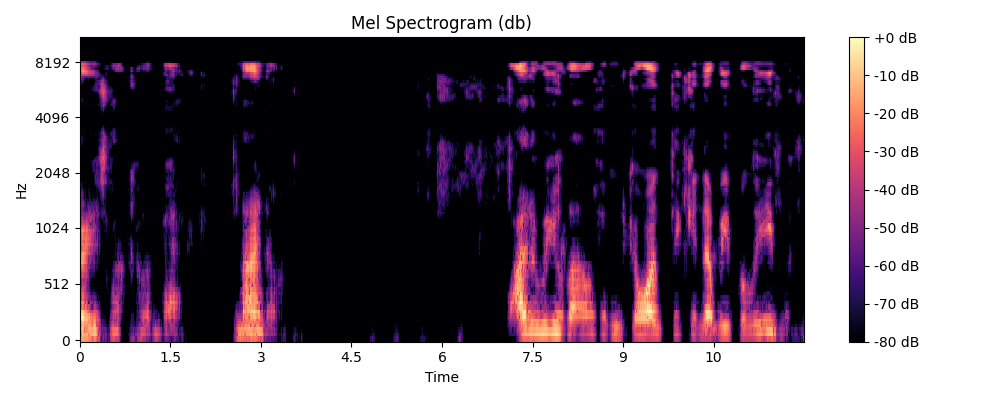 Mel Spectrogram (db)
Hz
8192
4096
2048
1024
512
0
0 1.5 3 4.5 6 7.5 9 10
Time
+0 dB
-10 dB
-20 dB
-30 dB
-40 dB
-50 dB
-60 dB
-70 dB
-80 dB